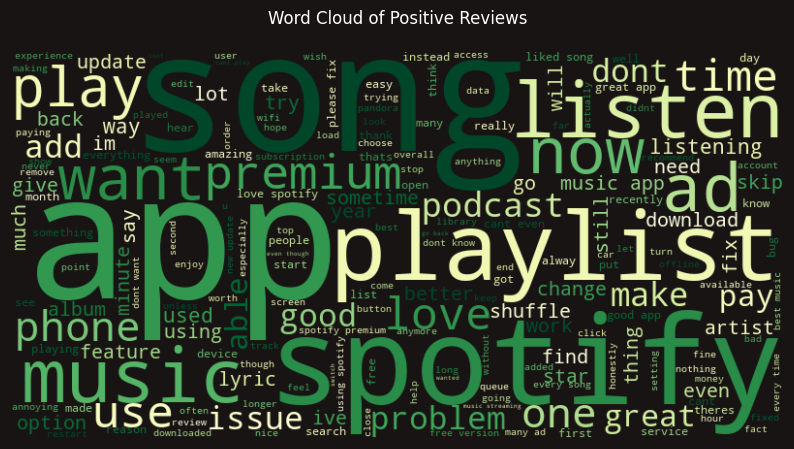 Word Cloud of Positive Reviews
experience
making
update
user
wish
instead
access
liked song
well
day
play
song
edit
take
easy
think
will
great app
dont
time
lot
try
please fix
trying
pandora
data
listen
actually
back
way
played
wifi
hope
look
many
really
didnt
add
im
hear
order
load
thank
choose
far
now
listening
paying
everything
seem
amazing
subscription
thats
overall
anything
recommend
never
remove
want
premium
stop
open
go
music app
need
ad
account
skip
give
month
love spotify
sometime
podcast
recently
know
much
something
say
year
library
cant even
still
download
app
second
u
new update
especially
top
people
best
go back
dont know
playlist
car
let
turn
fix
bug
point
minute
dont want
enjoy
even though
start
end
got
alway
put
offline
see
unless
worth
screen
come
list
better
keep
change
make
available
pay
best music
album
used
able
good
button
love
shuffle
phone
using
track
spotify premium
anymore
work
click
good app
artist
bad
playing
feature
device
spotify
without
find
thing
setting
fine
music
though
lyric
feel
switch
using spotify
free
help
long
wanted
added
every song
star
honestly
nothing
money
even
every time
annoying
made
use
often
review
longer
issue
ive
close
problem
queue
going
music streaming
one
great
cant
theres
hour
fixed
option
restart
reason
downloaded
nice
search
free version
many ad
first
service
fact